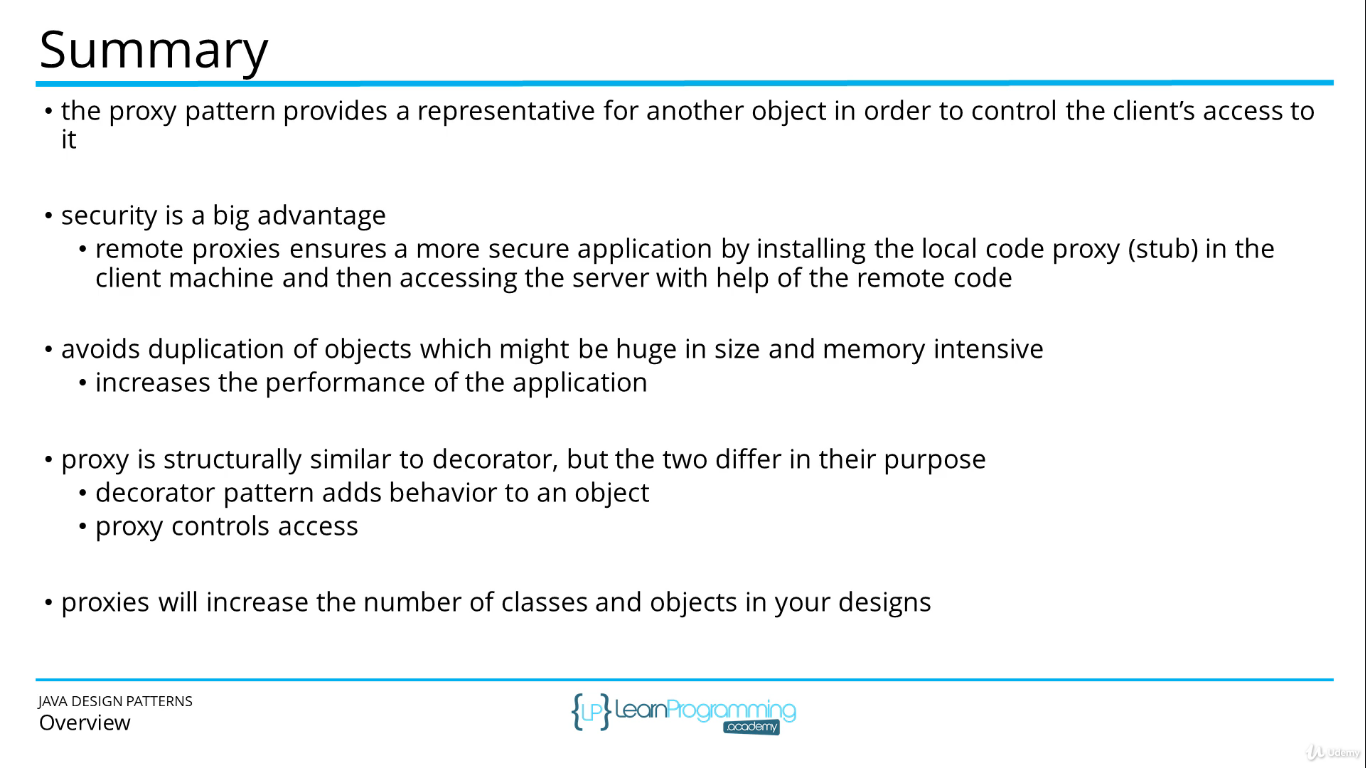 Summary
• the proxy pattern provides a representative for another object in order to control the client’s access to
it
• security is a big advantage
• remote proxies ensures a more secure application by installing the local code proxy (stub) in the
client machine and then accessing the server with help of the remote code
• avoids duplication of objects which might be huge in size and memory intensive
• increases the performance of the application
• proxy is structurally similar to decorator, but the two differ in their purpose
• decorator pattern adds behavior to an object
• proxy controls access
• proxies will increase the number of classes and objects in your designs
JAVA DESIGN PATTERNS
Overview
{LP} LearnProgramming
.academy
Udemy